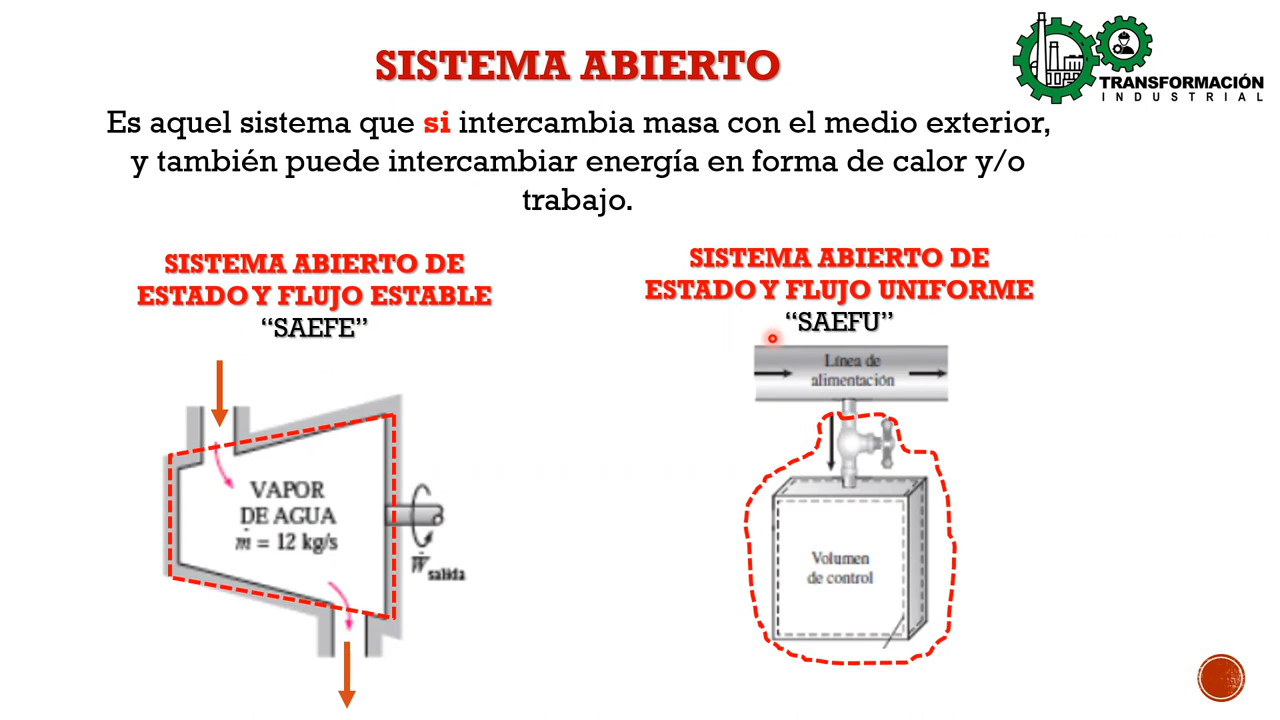 SISTEMA ABIERTO
TRANSFORMACIÓN
INDUSTRIAL
Es aquel sistema que si intercambia masa con el medio exterior,
y también puede intercambiar energía en forma de calor y/o
trabajo.
SISTEMA ABIERTO DE
ESTADO Y FLUJO ESTABLE
“SAEFE”
VAPOR
DE AGUA
ṁ = 12 kg/s
Ẇsalida
SISTEMA ABIERTO DE
ESTADO Y FLUJO UNIFORME
“SAEFU”
Línea de
alimentación
Volumen
de control